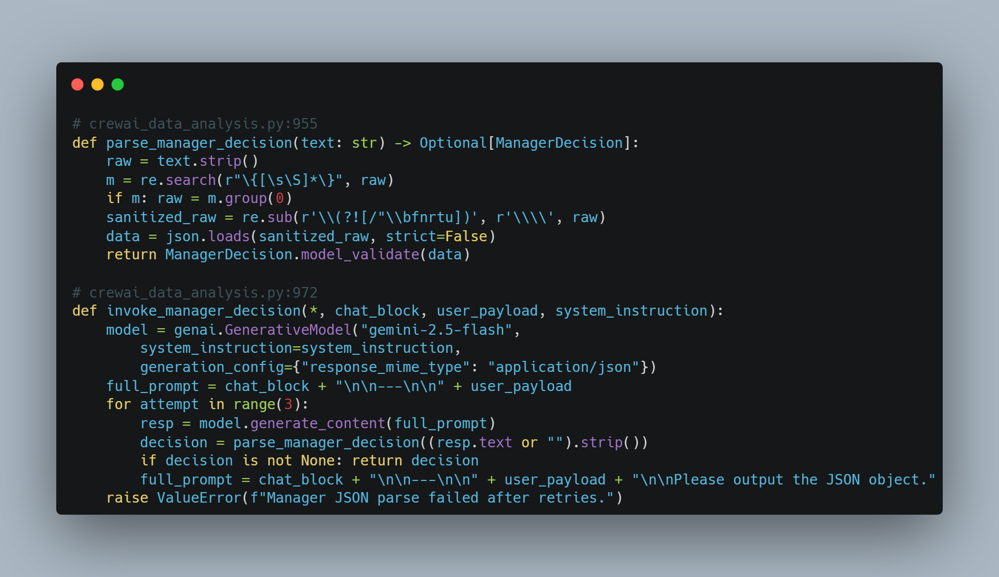 # crewai_data_analysis.py:955
def parse_manager_decision(text: str) -> Optional[ManagerDecision]:
    raw = text.strip()
    m = re.search(r"\{[\s\S]*\}", raw)
    if m: raw = m.group(0)
    sanitized_raw = re.sub(r'\\(?![/"\\bfnrtu])', r'\\\\', raw)
    data = json.loads(sanitized_raw, strict=False)
    return ManagerDecision.model_validate(data)

# crewai_data_analysis.py:972
def invoke_manager_decision(*, chat_block, user_payload, system_instruction):
    model = genai.GenerativeModel("gemini-2.5-flash",
        system_instruction=system_instruction,
        generation_config={"response_mime_type": "application/json"})
    full_prompt = chat_block + "\n\n---\n\n" + user_payload
    for attempt in range(3):
        resp = model.generate_content(full_prompt)
        decision = parse_manager_decision((resp.text or "").strip())
        if decision is not None: return decision
        full_prompt = chat_block + "\n\n---\n\n" + user_payload + "\n\nPlease output the JSON object."
    raise ValueError(f"Manager JSON parse failed after retries.")